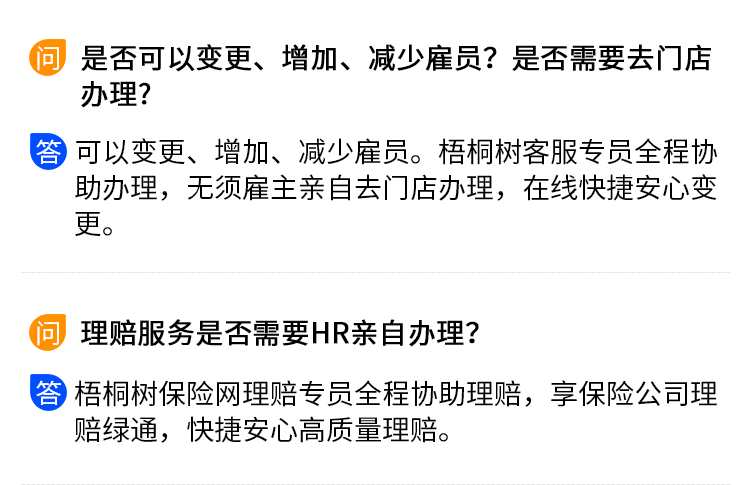 问 是否可以变更、增加、减少雇员？是否需要去门店
办理？
答 可以变更、增加、减少雇员。梧桐树客服专员全程协
助办理，无须雇主亲自去门店办理，在线快捷安心变
更。
问 理赔服务是否需要HR亲自办理？
答 梧桐树保险网理赔专员全程协助理赔，享保险公司理
赔绿通，快捷安心高质量理赔。